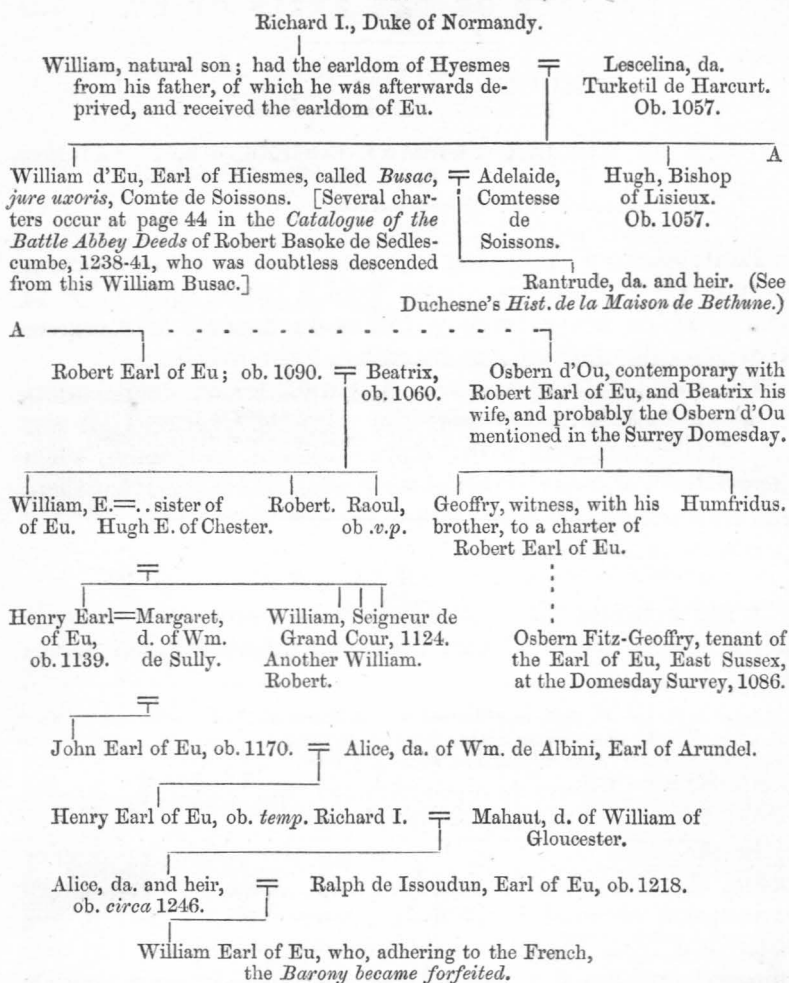 Richard I., Duke of Normandy.
William, natural son; had the earldom of Hyesmes
from his father, of which he was afterwards de-
prived, and received the earldom of Eu.
Lescelina, da.
Turketil de Harcurt.
Ob. 1057.
A
William d'Eu, Earl of Hiesmes, called Busac,
jure uxoris, Comte de Soissons. [Several char-
ters occur at page 44 in the Catalogue of the
Battle Abbey Deeds of Robert Basoke de Sedles-
cumbe, 1238-41, who was doubtless descended
from this William Busac.]
Adelaide,
Comtesse
de
Soissons.
Hugh, Bishop
of Lisieux.
Ob. 1057.
Rantrude, da. and heir. (See
Duchesne's Hist. de la Maison de Bethune.)
A
Robert Earl of Eu; ob. 1090.
Beatrix,
ob. 1060.
Osbern d'Ou, contemporary with
Robert Earl of Eu, and Beatrix his
wife, and probably the Osbern d'Ou
mentioned in the Surrey Domesday.
William, E.=.. sister of
of Eu. Hugh E. of Chester.
Robert.
Raoul,
ob .v.p.
Geoffry, witness, with his
brother, to a charter of
Robert Earl of Eu.
Humfridus.
Henry Earl=Margaret,
of Eu, d. of Wm.
ob. 1139. de Sully.
William, Seigneur de
Grand Cour, 1124.
Another William.
Robert.
Osbern Fitz-Geoffry, tenant of
the Earl of Eu, East Sussex,
at the Domesday Survey, 1086.
John Earl of Eu, ob. 1170. = Alice, da. of Wm. de Albini, Earl of Arundel.
Henry Earl of Eu, ob. temp. Richard I. = Mahaut, d. of William of
Gloucester.
Alice, da. and heir,
ob. circa 1246.
Ralph de Issoudun, Earl of Eu, ob. 1218.
William Earl of Eu, who, adhering to the French,
the Barony became forfeited.